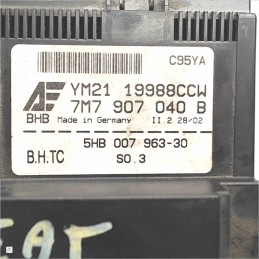 C95YA
YM21 19988CCW
7M7 907 040 B
BHB Made in Germany II.2 28/02
5HB 007 963-30
B.H.TC SO.3